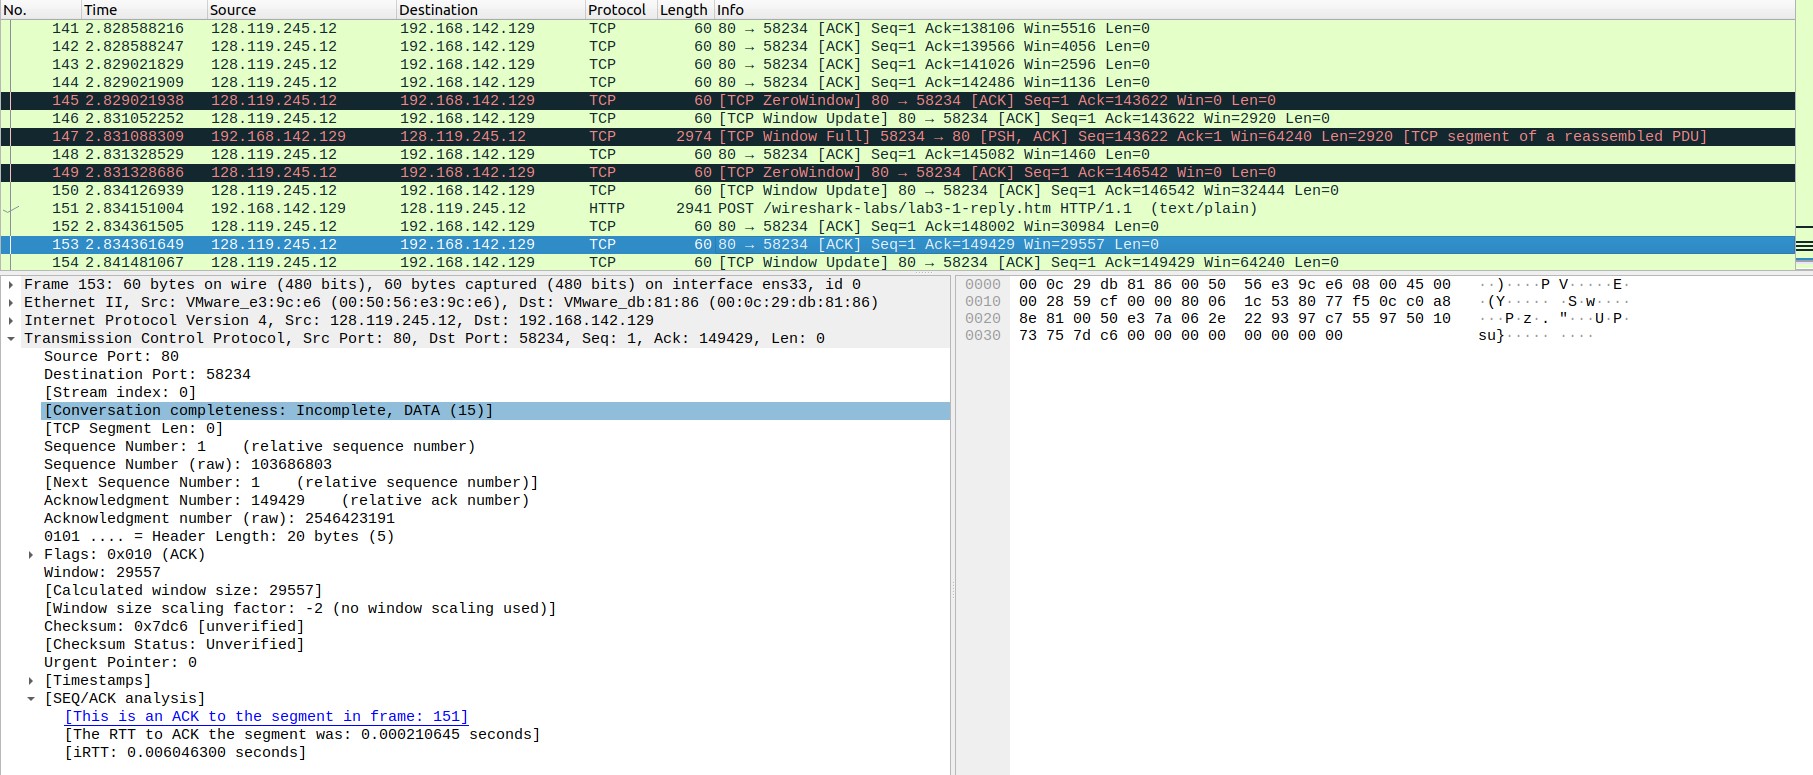 No. Time Source Destination Protocol Length Info
141 2.828588216 128.119.245.12 192.168.142.129 TCP 60 80 → 58234 [ACK] Seq=1 Ack=138106 Win=5516 Len=0
142 2.828588247 128.119.245.12 192.168.142.129 TCP 60 80 → 58234 [ACK] Seq=1 Ack=139566 Win=4056 Len=0
143 2.829021829 128.119.245.12 192.168.142.129 TCP 60 80 → 58234 [ACK] Seq=1 Ack=141026 Win=2596 Len=0
144 2.829021909 128.119.245.12 192.168.142.129 TCP 60 80 → 58234 [ACK] Seq=1 Ack=142486 Win=1136 Len=0
145 2.829021938 128.119.245.12 192.168.142.129 TCP 60 [TCP ZeroWindow] 80 → 58234 [ACK] Seq=1 Ack=143622 Win=0 Len=0
146 2.831052252 128.119.245.12 192.168.142.129 TCP 60 [TCP Window Update] 80 → 58234 [ACK] Seq=1 Ack=143622 Win=2920 Len=0
147 2.831088309 192.168.142.129 128.119.245.12 TCP 2974 [TCP Window Full] 58234 → 80 [PSH, ACK] Seq=143622 Ack=1 Win=64240 Len=2920 [TCP segment of a reassembled PDU]
148 2.831328529 128.119.245.12 192.168.142.129 TCP 60 80 → 58234 [ACK] Seq=1 Ack=145082 Win=1460 Len=0
149 2.831328686 128.119.245.12 192.168.142.129 TCP 60 [TCP ZeroWindow] 80 → 58234 [ACK] Seq=1 Ack=146542 Win=0 Len=0
150 2.834126939 128.119.245.12 192.168.142.129 TCP 60 [TCP Window Update] 80 → 58234 [ACK] Seq=1 Ack=146542 Win=32444 Len=0
151 2.834151004 192.168.142.129 128.119.245.12 HTTP 2941 POST /wireshark-labs/lab3-1-reply.htm HTTP/1.1  (text/plain)
152 2.834361505 128.119.245.12 192.168.142.129 TCP 60 80 → 58234 [ACK] Seq=1 Ack=148002 Win=30984 Len=0
153 2.834361649 128.119.245.12 192.168.142.129 TCP 60 80 → 58234 [ACK] Seq=1 Ack=149429 Win=29557 Len=0
154 2.841481067 128.119.245.12 192.168.142.129 TCP 60 [TCP Window Update] 80 → 58234 [ACK] Seq=1 Ack=149429 Win=64240 Len=0
Frame 153: 60 bytes on wire (480 bits), 60 bytes captured (480 bits) on interface ens33, id 0
Ethernet II, Src: VMware_e3:9c:e6 (00:50:56:e3:9c:e6), Dst: VMware_db:81:86 (00:0c:29:db:81:86)
Internet Protocol Version 4, Src: 128.119.245.12, Dst: 192.168.142.129
Transmission Control Protocol, Src Port: 80, Dst Port: 58234, Seq: 1, Ack: 149429, Len: 0
Source Port: 80
Destination Port: 58234
[Stream index: 0]
[Conversation completeness: Incomplete, DATA (15)]
[TCP Segment Len: 0]
Sequence Number: 1    (relative sequence number)
Sequence Number (raw): 103686803
[Next Sequence Number: 1    (relative sequence number)]
Acknowledgment Number: 149429    (relative ack number)
Acknowledgment number (raw): 2546423191
0101 .... = Header Length: 20 bytes (5)
Flags: 0x010 (ACK)
Window: 29557
[Calculated window size: 29557]
[Window size scaling factor: -2 (no window scaling used)]
Checksum: 0x7dc6 [unverified]
[Checksum Status: Unverified]
Urgent Pointer: 0
[Timestamps]
[SEQ/ACK analysis]
[This is an ACK to the segment in frame: 151]
[The RTT to ACK the segment was: 0.000210645 seconds]
[iRTT: 0.006046300 seconds]
0000 00 0c 29 db 81 86 00 50 56 e3 9c e6 08 00 45 00 ··)····P V·····E·
0010 00 28 59 cf 00 00 80 06 1c 53 80 77 f5 0c c0 a8 ·(Y····· ·S·w····
0020 8e 81 00 50 e3 7a 06 2e 22 93 97 c7 55 97 50 10 ···P·z·. "···U·P·
0030 73 75 7d c6 00 00 00 00 00 00 00 00 su}····· ····